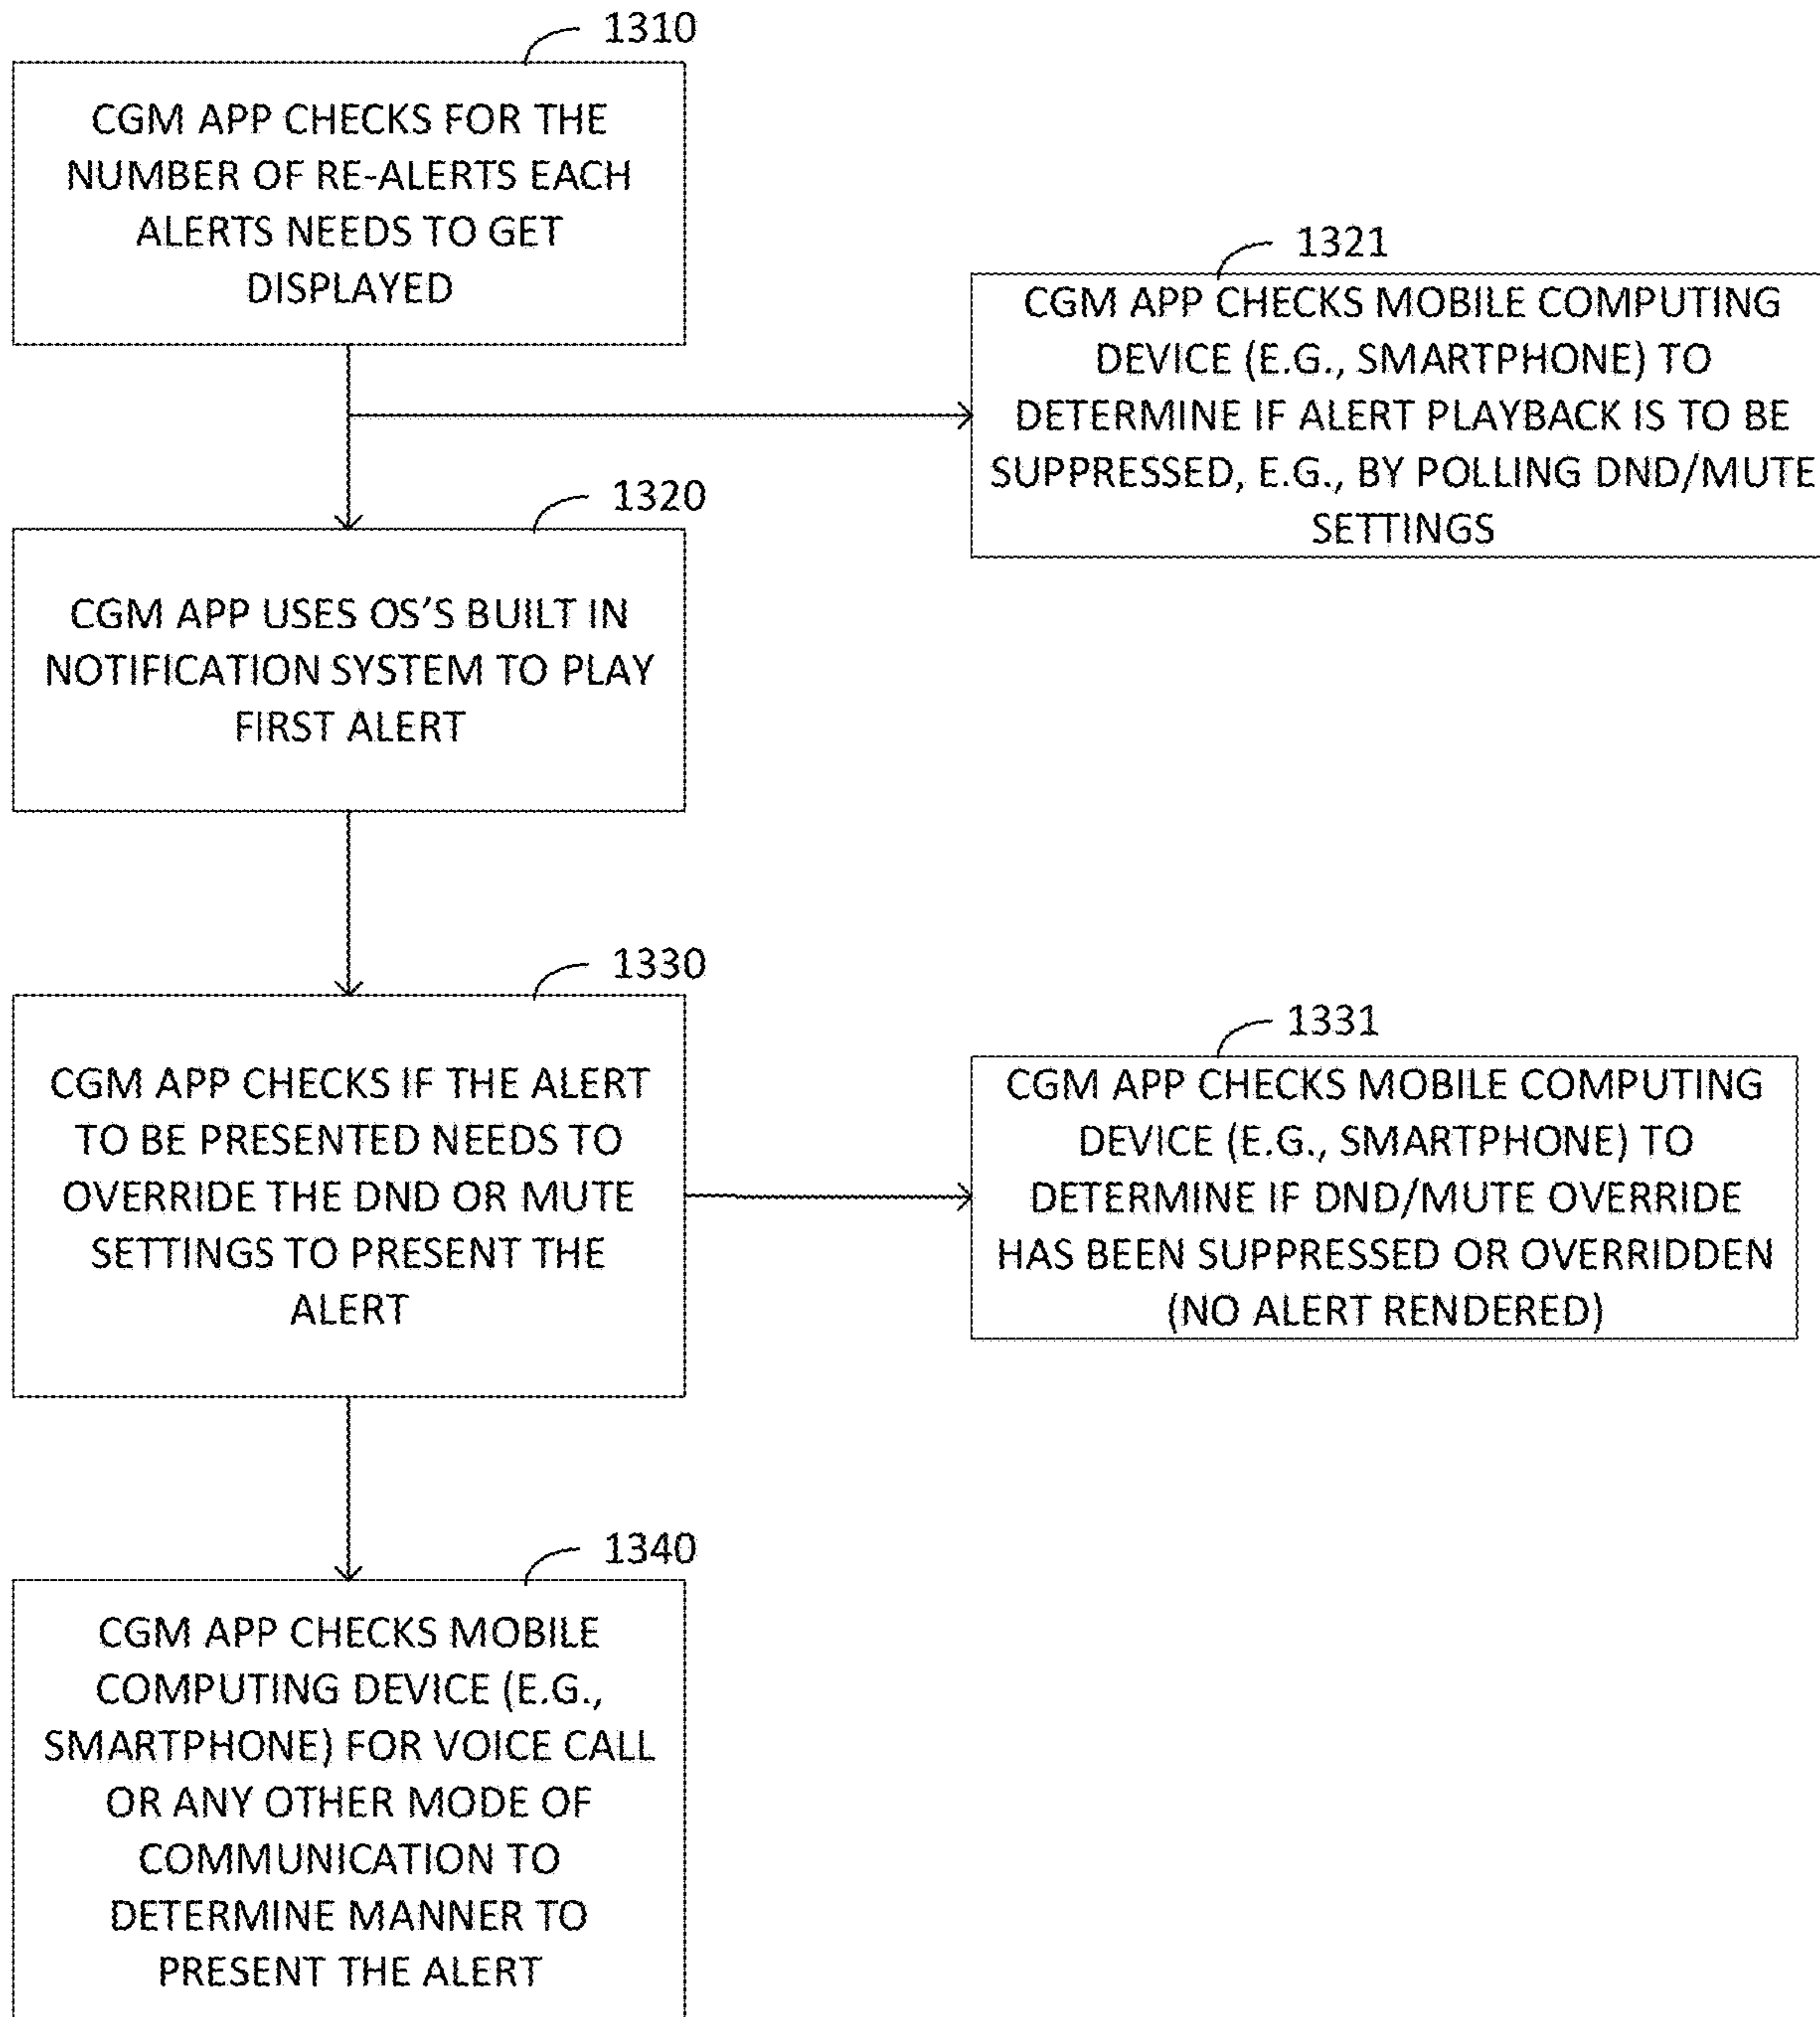 1310
CGM APP CHECKS FOR THE
NUMBER OF RE-ALERTS EACH
ALERTS NEEDS TO GET
DISPLAYED
1321
CGM APP CHECKS MOBILE COMPUTING
DEVICE (E.G., SMARTPHONE) TO
DETERMINE IF ALERT PLAYBACK IS TO BE
SUPPRESSED, E.G., BY POLLING DND/MUTE
SETTINGS
1320
CGM APP USES OS'S BUILT IN
NOTIFICATION SYSTEM TO PLAY
FIRST ALERT
1330
CGM APP CHECKS IF THE ALERT
TO BE PRESENTED NEEDS TO
OVERRIDE THE DND OR MUTE
SETTINGS TO PRESENT THE
ALERT
1331
CGM APP CHECKS MOBILE COMPUTING
DEVICE (E.G., SMARTPHONE) TO
DETERMINE IF DND/MUTE OVERRIDE
HAS BEEN SUPPRESSED OR OVERRIDDEN
(NO ALERT RENDERED)
1340
CGM APP CHECKS MOBILE
COMPUTING DEVICE (E.G.,
SMARTPHONE) FOR VOICE CALL
OR ANY OTHER MODE OF
COMMUNICATION TO
DETERMINE MANNER TO
PRESENT THE ALERT